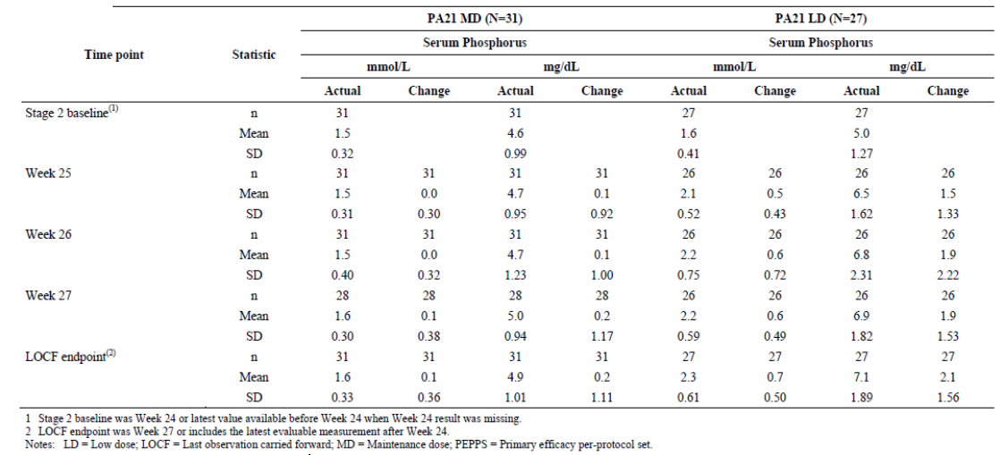 PA21 MD (N=31) PA21 LD (N=27)
Serum Phosphorus Serum Phosphorus
Time point Statistic
mmol/L mg/dL mmol/L mg/dL
Actual Change Actual Change Actual Change Actual Change
Stage 2 baseline(1) n 31 31 27 27
Mean 1.5 4.6 1.6 5.0
SD 0.32 0.99 0.41 1.27
Week 25 n 31 31 31 31 26 26 26 26
Mean 1.5 0.0 4.7 0.1 2.1 0.5 6.5 1.5
SD 0.31 0.30 0.95 0.92 0.52 0.43 1.62 1.33
Week 26 n 31 31 31 31 26 26 26 26
Mean 1.5 0.0 4.7 0.1 2.2 0.6 6.8 1.9
SD 0.40 0.32 1.23 1.00 0.75 0.72 2.31 2.22
Week 27 n 28 28 28 28 26 26 26 26
Mean 1.6 0.1 5.0 0.2 2.2 0.6 6.9 1.9
SD 0.30 0.38 0.94 1.17 0.59 0.49 1.82 1.53
LOCF endpoint(2) n 31 31 31 31 27 27 27 27
Mean 1.6 0.1 4.9 0.2 2.3 0.7 7.1 2.1
SD 0.33 0.36 1.01 1.11 0.61 0.50 1.89 1.56
1 Stage 2 baseline was Week 24 or latest value available before Week 24 when Week 24 result was missing.
2 LOCF endpoint was Week 27 or includes the latest evaluable measurement after Week 24.
Notes: LD = Low dose; LOCF = Last observation carried forward; MD = Maintenance dose; PEPPS = Primary efficacy per-protocol set.